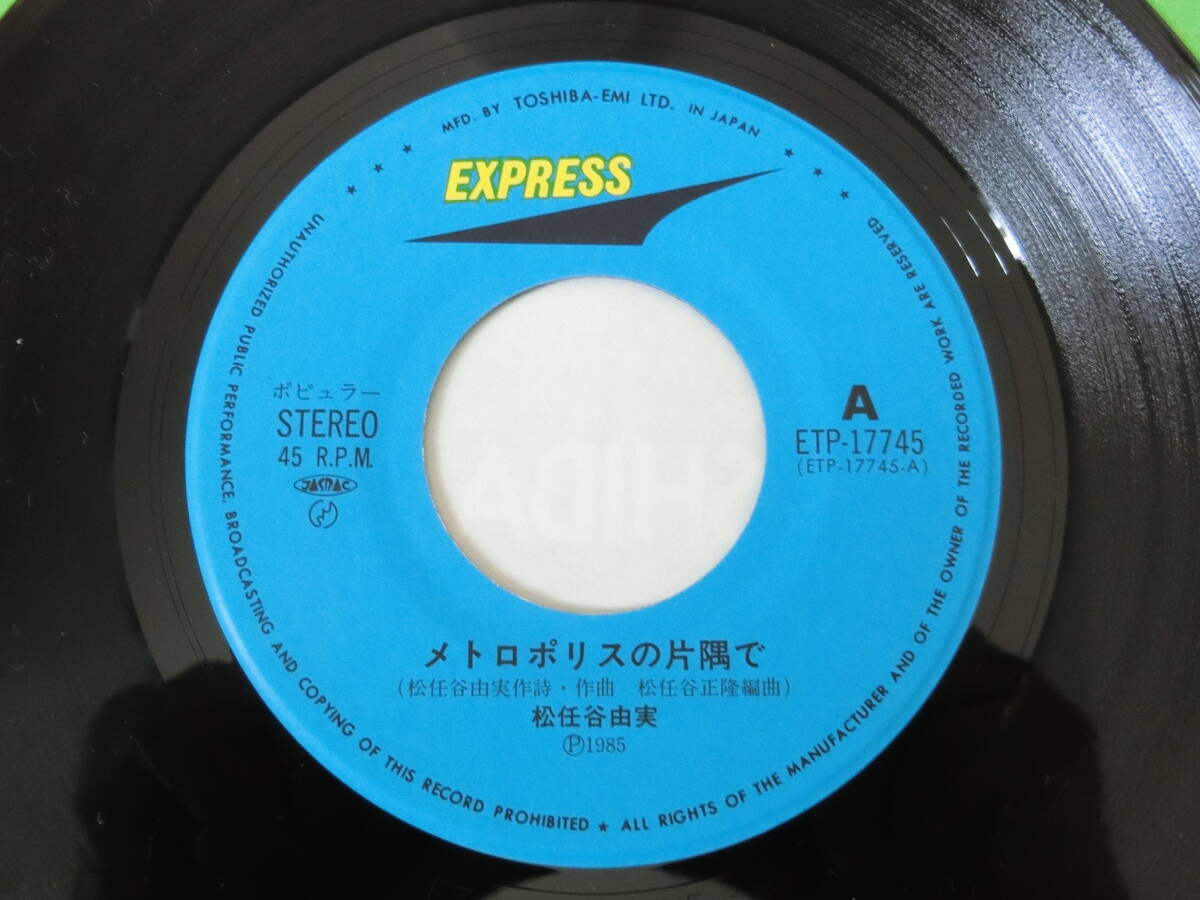 MFD. BY TOSHIBA-EMI LTD. IN JAPAN
EXPRESS
ポピュラー
STEREO
45 R.P.M.
JASRAC
A
ETP-17745
(ETP-17745-A)
メトロポリスの片隅で
(松任谷由実作詩・作曲 松任谷正隆編曲)
松任谷由実
Ⓟ1985
UNAUTHORIZED PUBLIC PERFORMANCE, BROADCASTING AND COPYING OF THIS RECORD PROHIBITED ★ ALL RIGHTS OF THE MANUFACTURER AND OF THE OWNER OF THE RECORDED WORK ARE RESERVED